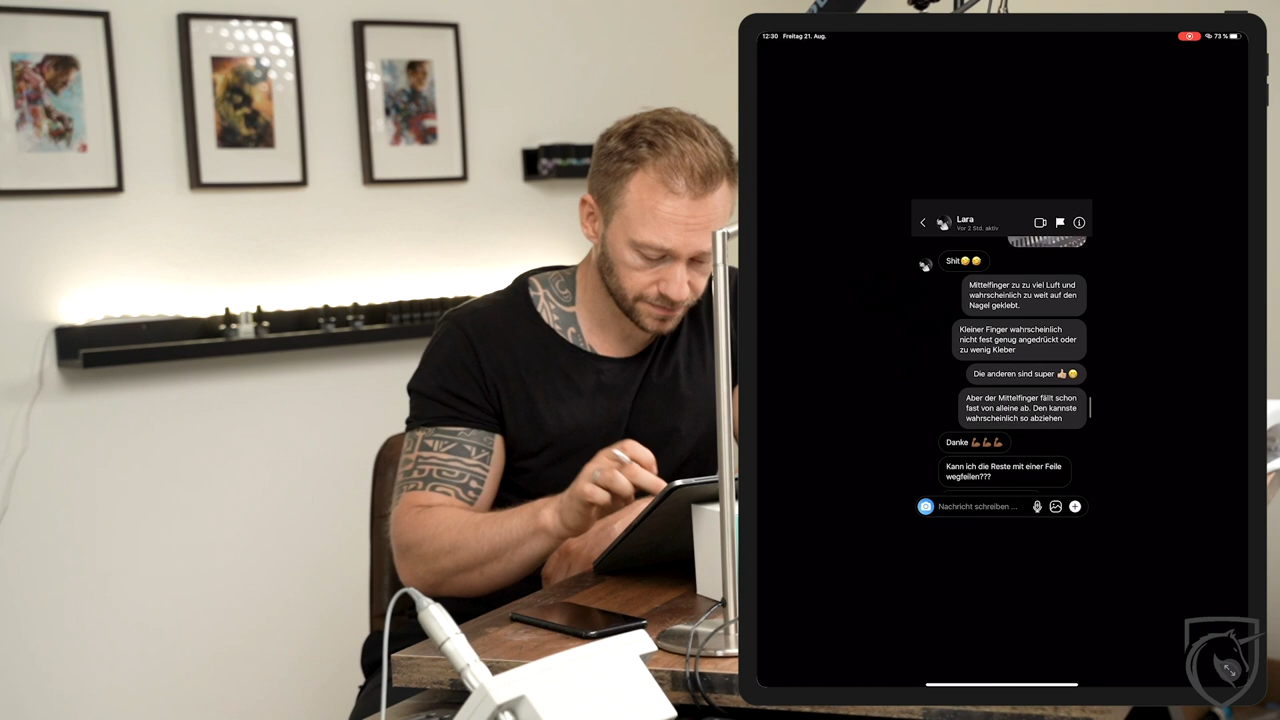 12:30 Freitag 21. Aug.
73 %
Lara
Vor 2 Std. aktiv
Shit🤣🤣
Mittelfinger zu zu viel Luft und
wahrscheinlich zu weit auf den
Nagel geklebt.
Kleiner Finger wahrscheinlich
nicht fest genug angedrückt oder
zu wenig Kleber
Die anderen sind super 👍🏼😁
Aber der Mittelfinger fällt schon
fast von alleine ab. Den kannste
wahrscheinlich so abziehen
Danke 💪🏾💪🏾💪🏾
Kann ich die Reste mit einer Feile
wegfeilen???
Nachricht schreiben ...